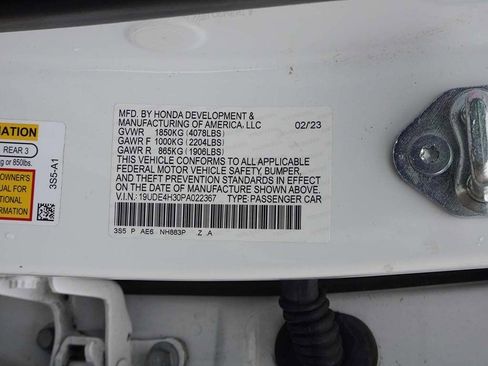 MFD. BY HONDA DEVELOPMENT &
MANUFACTURING OF AMERICA, LLC 02/23
GVWR 1850KG (4078LBS)
GAWR F 1000KG (2204LBS)
GAWR R 865KG (1906LBS)
THIS VEHICLE CONFORMS TO ALL APPLICABLE
FEDERAL MOTOR VEHICLE SAFETY, BUMPER,
AND THEFT PREVENTION STANDARDS IN EFFECT
ON THE DATE OF MANUFACTURE SHOWN ABOVE.
V.I.N.: 19UDE4H30PA022367 TYPE: PASSENGER CAR
3S5 P AE6 NH883P Z A
REAR 3
or 850lbs.
OWNER'S
NUAL FOR
TIONAL
3S5-A1